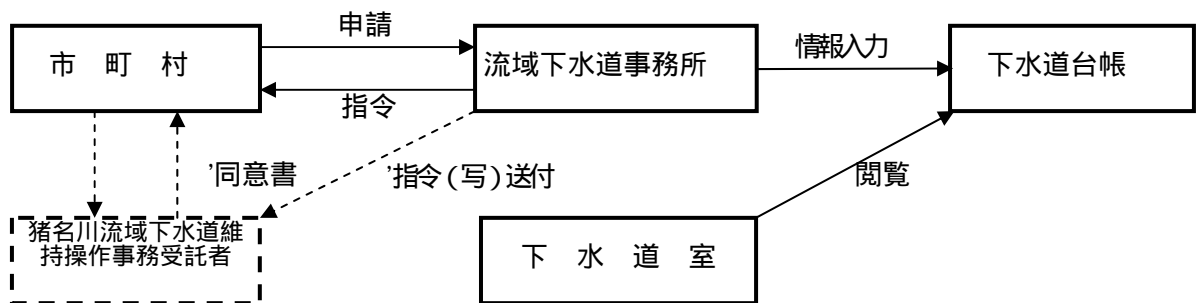 申請
市　町　村
流域下水道事務所
情報入力
下水道台帳
指令
'同意書
'指令(写)送付
閲覧
猪名川流域下水道維
持操作事務受託者
下　水　道　室